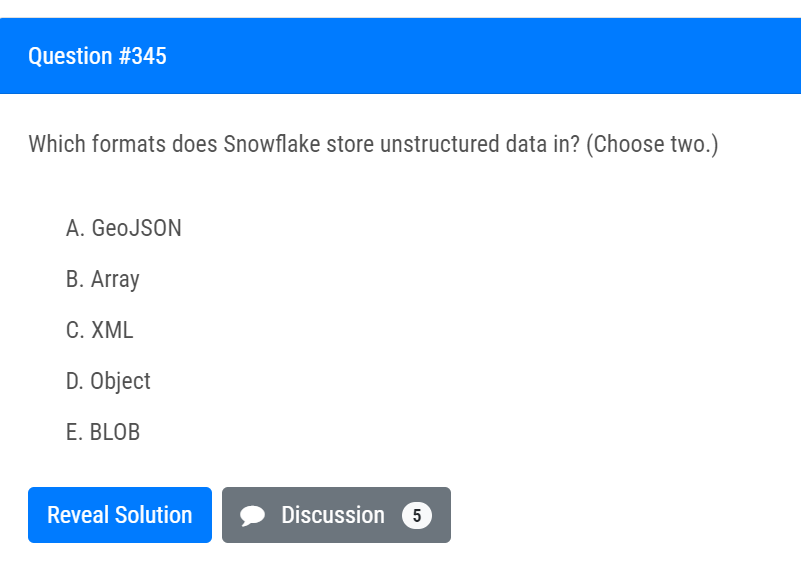 Question #345
Which formats does Snowflake store unstructured data in? (Choose two.)
A. GeoJSON
B. Array
C. XML
D. Object
E. BLOB
Reveal Solution
Discussion 5